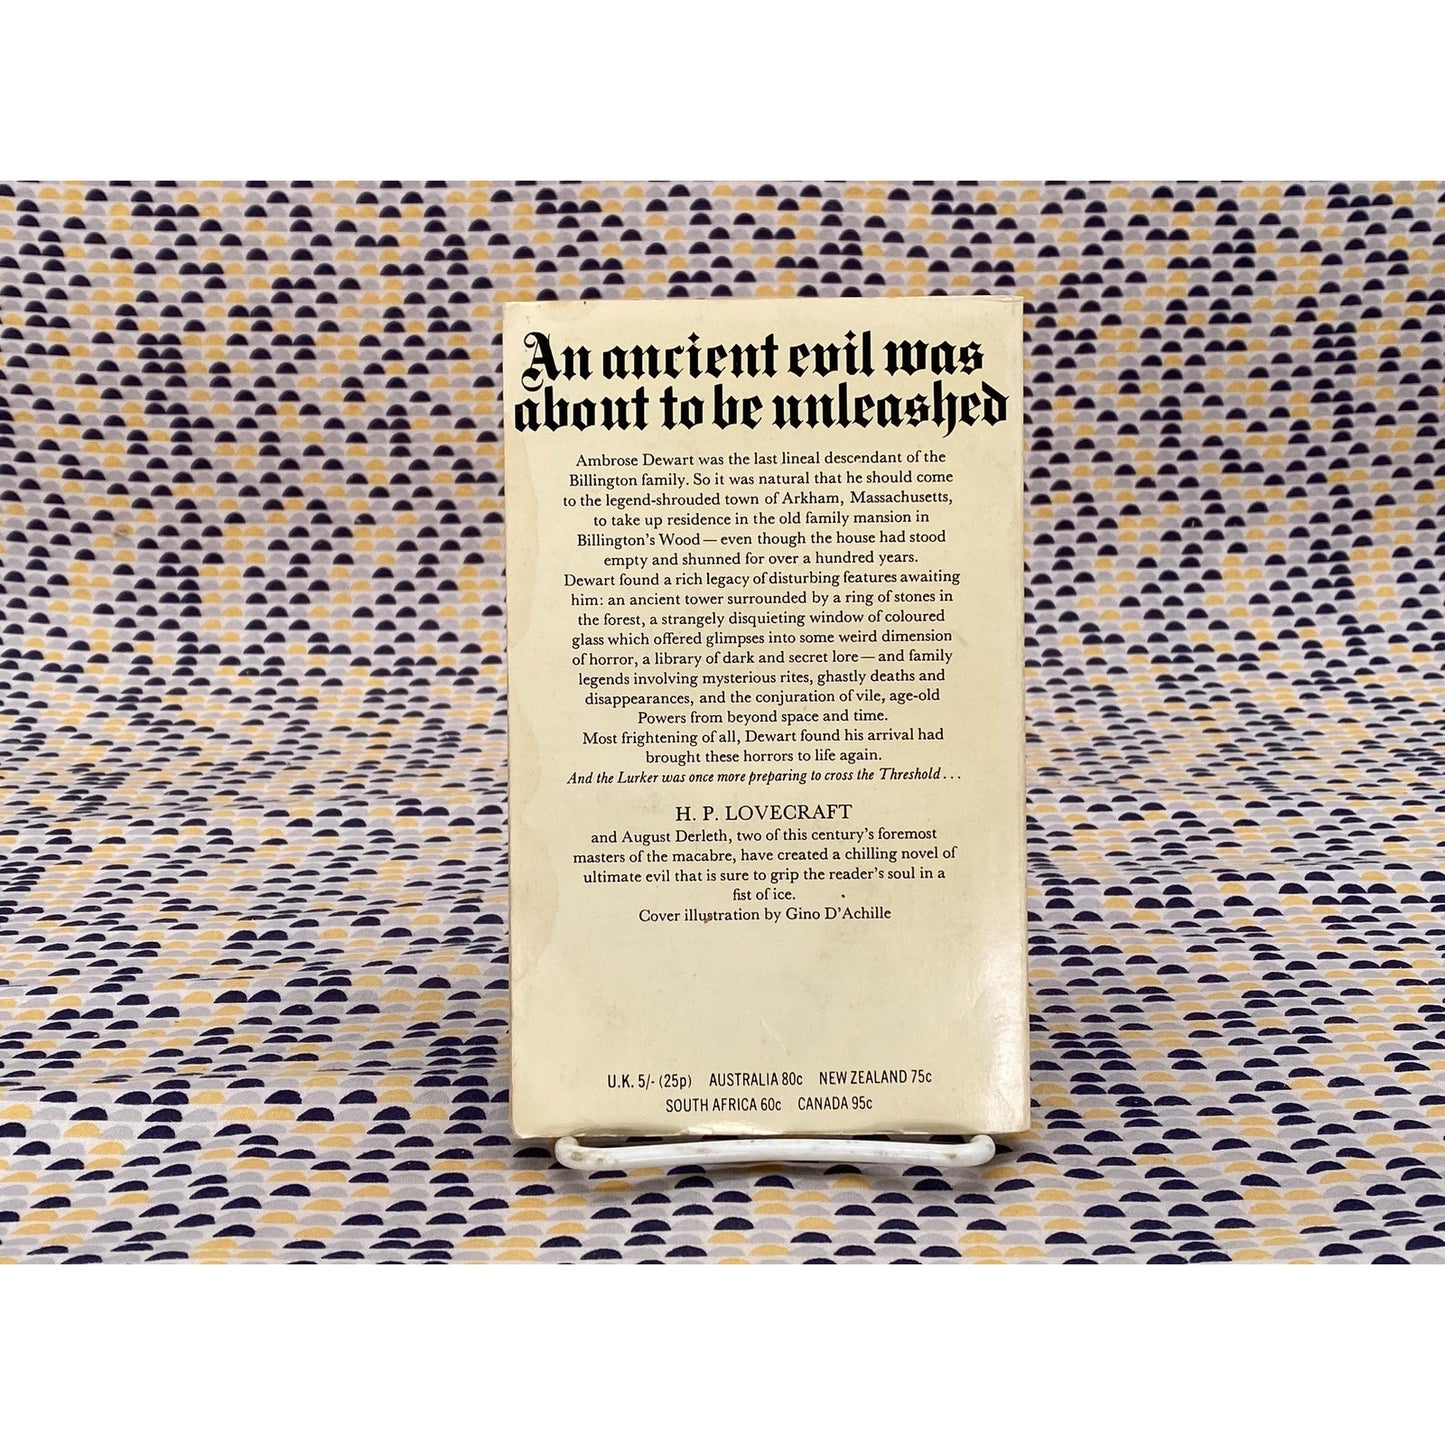 An ancient evil was
about to be unleashed
Ambrose Dewart was the last lineal descendant of the
Billington family. So it was natural that he should come
to the legend-shrouded town of Arkham, Massachusetts,
to take up residence in the old family mansion in
Billington's Wood — even though the house had stood
empty and shunned for over a hundred years.
Dewart found a rich legacy of disturbing features awaiting
him: an ancient tower surrounded by a ring of stones in
the forest, a strangely disquieting window of coloured
glass which offered glimpses into some weird dimension
of horror, a library of dark and secret lore — and family
legends involving mysterious rites, ghastly deaths and
disappearances, and the conjuration of vile, age-old
Powers from beyond space and time.
Most frightening of all, Dewart found his arrival had
brought these horrors to life again.
And the Lurker was once more preparing to cross the Threshold . . .
H. P. LOVECRAFT
and August Derleth, two of this century's foremost
masters of the macabre, have created a chilling novel of
ultimate evil that is sure to grip the reader's soul in a
fist of ice.
Cover illustration by Gino D'Achille
U.K. 5/- (25p) AUSTRALIA 80c NEW ZEALAND 75c
SOUTH AFRICA 60c CANADA 95c